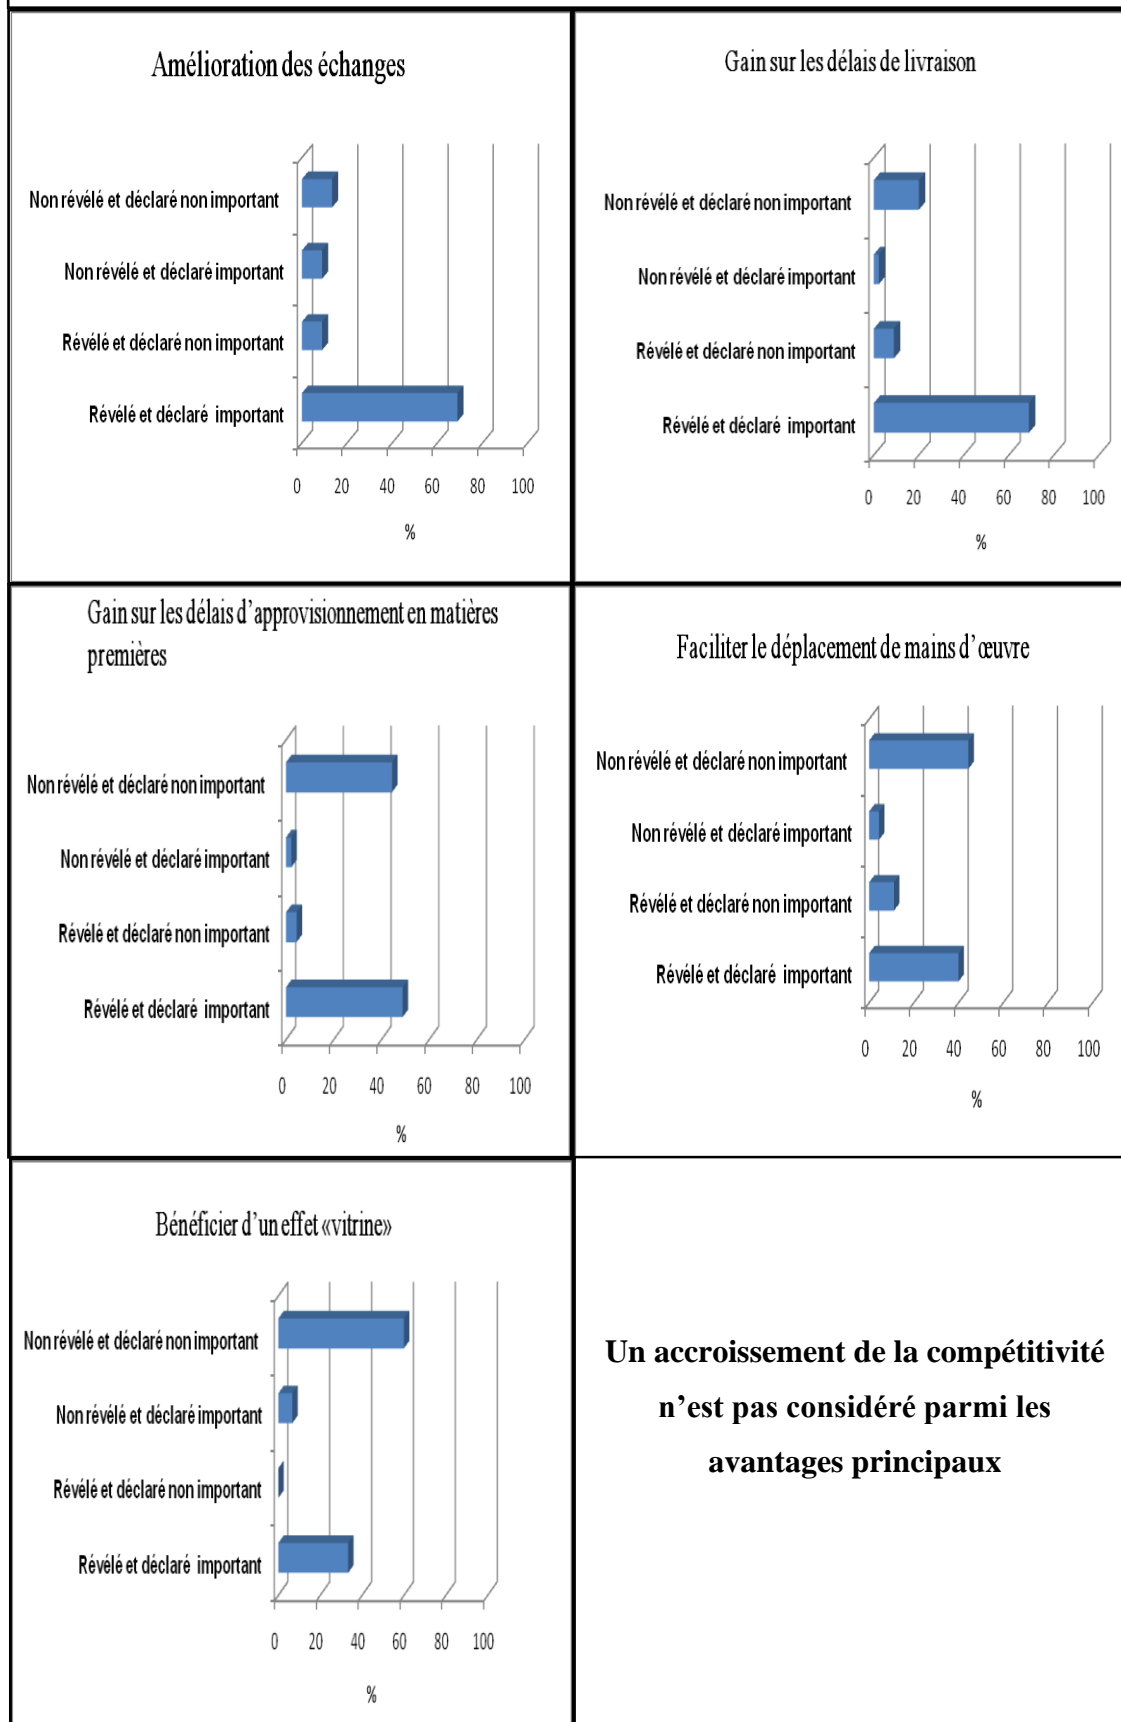 Amélioration des échanges
Non révélé et déclaré non important
Non révélé et déclaré important
Révélé et déclaré non important
Révélé et déclaré important
0 20 40 60 80 100
%
Gain sur les délais de livraison
Non révélé et déclaré non important
Non révélé et déclaré important
Révélé et déclaré non important
Révélé et déclaré important
0 20 40 60 80 100
%
Gain sur les délais d’approvisionnement en matières
premières
Non révélé et déclaré non important
Non révélé et déclaré important
Révélé et déclaré non important
Révélé et déclaré important
0 20 40 60 80 100
%
Faciliter le déplacement de mains d’œuvre
Non révélé et déclaré non important
Non révélé et déclaré important
Révélé et déclaré non important
Révélé et déclaré important
0 20 40 60 80 100
%
Bénéficier d’un effet «vitrine»
Non révélé et déclaré non important
Non révélé et déclaré important
Révélé et déclaré non important
Révélé et déclaré important
0 20 40 60 80 100
%
Un accroissement de la compétitivité
n’est pas considéré parmi les
avantages principaux